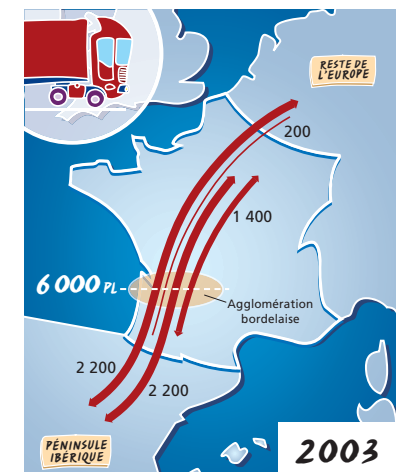 RESTE DE
L'EUROPE
200
1 400
6 000 PL
Agglomération
bordelaise
2 200
2 200
PÉNINSULE
IBÉRIQUE
2003